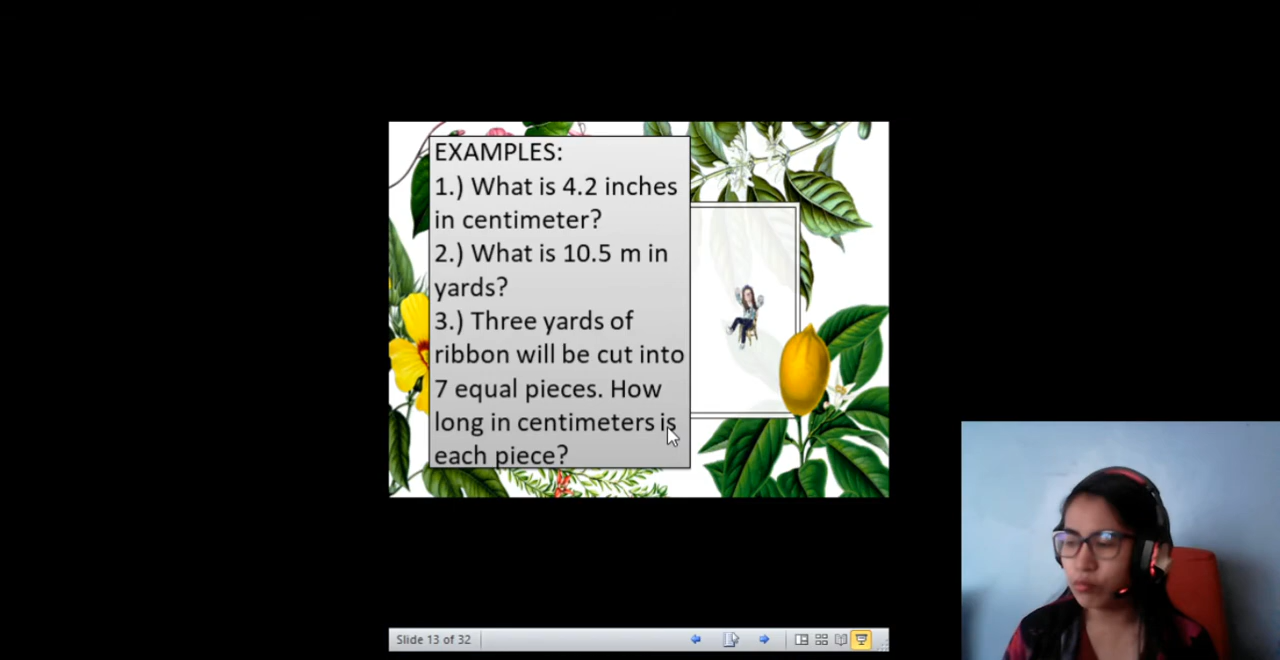 EXAMPLES:
1.) What is 4.2 inches
in centimeter?
2.) What is 10.5 m in
yards?
3.) Three yards of
ribbon will be cut into
7 equal pieces. How
long in centimeters is
each piece?
Slide 13 of 32